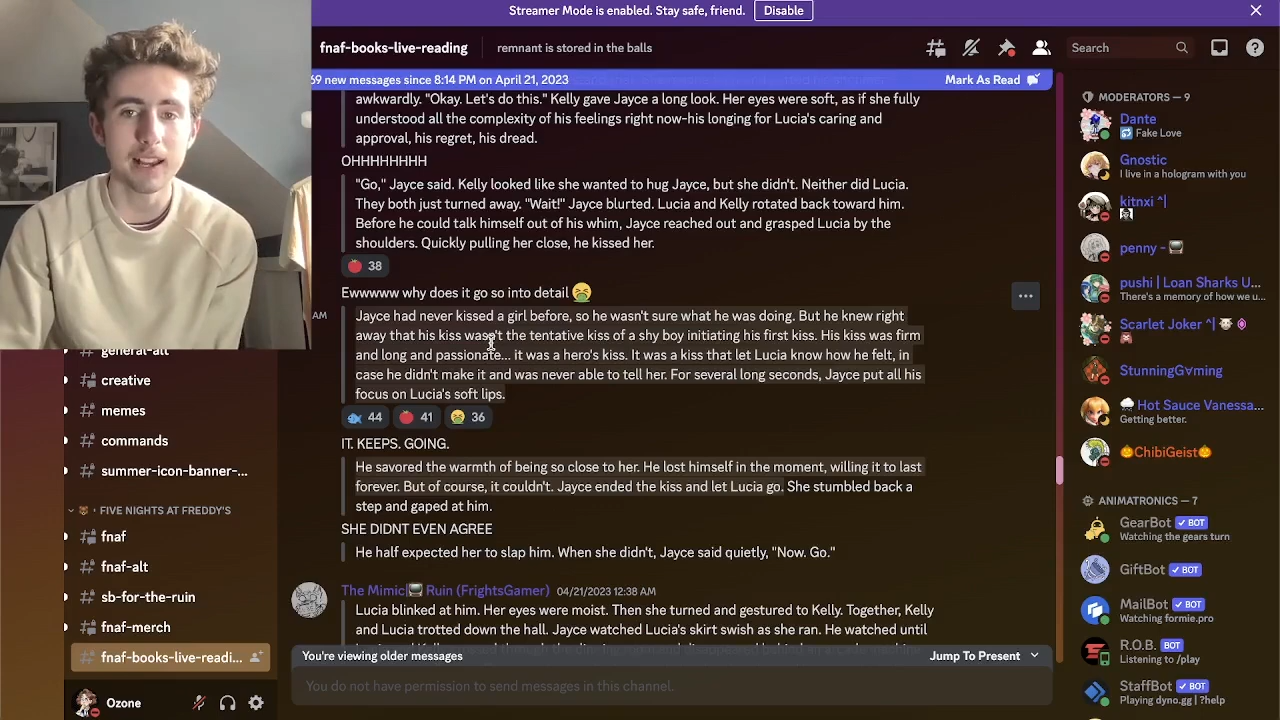 Streamer Mode is enabled. Stay safe, friend. Disable
fnaf-books-live-reading
remnant is stored in the balls
Search
69 new messages since 8:14 PM on April 21, 2023
Mark As Read
awkwardly. "Okay. Let's do this." Kelly gave Jayce a long look. Her eyes were soft, as if she fully
understood all the complexity of his feelings right now-his longing for Lucia's caring and
approval, his regret, his dread.
OHHHHHHHH
"Go," Jayce said. Kelly looked like she wanted to hug Jayce, but she didn't. Neither did Lucia.
They both just turned away. "Wait!" Jayce blurted. Lucia and Kelly rotated back toward him.
Before he could talk himself out of his whim, Jayce reached out and grasped Lucia by the
shoulders. Quickly pulling her close, he kissed her.
38
Ewwwww why does it go so into detail
AM
Jayce had never kissed a girl before, so he wasn't sure what he was doing. But he knew right
away that his kiss wasn't the tentative kiss of a shy boy initiating his first kiss. His kiss was firm
and long and passionate... it was a hero's kiss. It was a kiss that let Lucia know how he felt, in
case he didn't make it and was never able to tell her. For several long seconds, Jayce put all his
focus on Lucia's soft lips.
44 41 36
IT. KEEPS. GOING.
He savored the warmth of being so close to her. He lost himself in the moment, willing it to last
forever. But of course, it couldn't. Jayce ended the kiss and let Lucia go. She stumbled back a
step and gaped at him.
SHE DIDNT EVEN AGREE
He half expected her to slap him. When she didn't, Jayce said quietly, "Now. Go."
The Mimic| Ruin (FrightsGamer) 04/21/2023 12:38 AM
Lucia blinked at him. Her eyes were moist. Then she turned and gestured to Kelly. Together, Kelly
and Lucia trotted down the hall. Jayce watched Lucia's skirt swish as she ran. He watched until
You're viewing older messages
Jump To Present
You do not have permission to send messages in this channel.
general-alt
creative
memes
commands
summer-icon-banner-...
FIVE NIGHTS AT FREDDY'S
fnaf
fnaf-alt
sb-for-the-ruin
fnaf-merch
fnaf-books-live-readi...
Ozone
MODERATORS — 9
Dante
Fake Love
Gnostic
I live in a hologram with you
kitnxi ^|
penny -
pushi | Loan Sharks U...
There's a memory of how we u...
Scarlet Joker ^|
StunningG∀ming
Hot Sauce Vanessa...
Getting better.
ChibiGeist
ANIMATRONICS — 7
GearBot ✓ BOT
Watching the gears turn
GiftBot ✓ BOT
MailBot ✓ BOT
Watching formie.pro
R.O.B. BOT
Listening to /play
StaffBot ✓ BOT
Playing dyno.gg | ?help